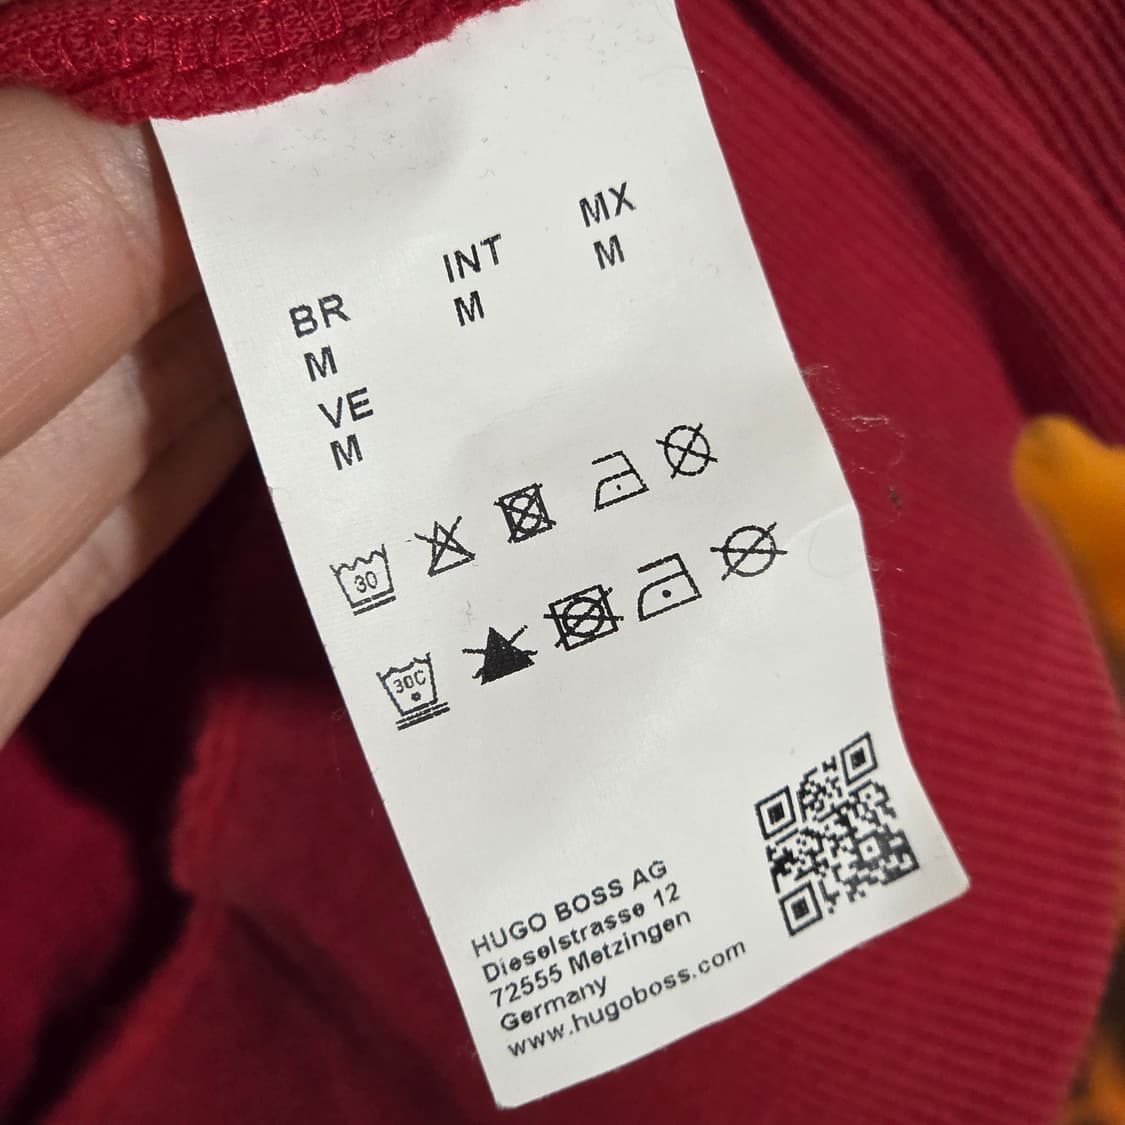 BR INT MX
M M M
VE
M
30
30C
HUGO BOSS AG
Dieselstrasse 12
72555 Metzingen
Germany
www.hugoboss.com